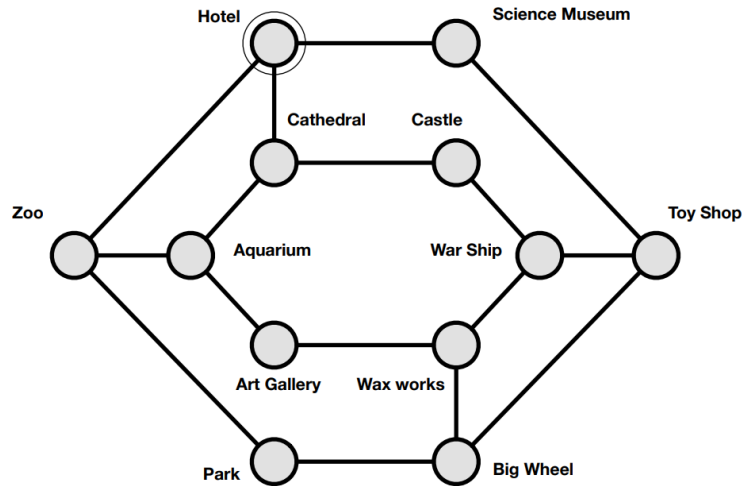 Hotel
Science Museum
Cathedral
Castle
Zoo
Toy Shop
Aquarium
War Ship
Art Gallery
Wax works
Park
Big Wheel